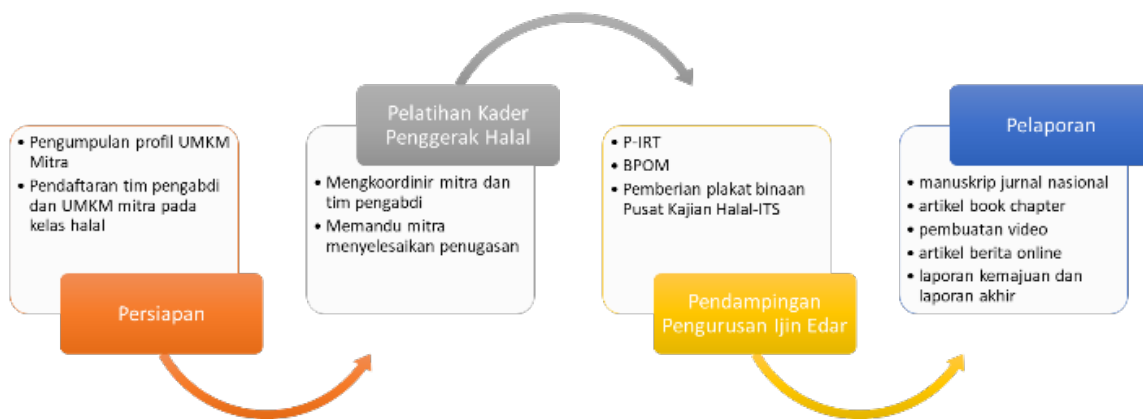 • Pengumpulan profil UMKM
Mitra
• Pendaftaran tim pengabdi
dan UMKM mitra pada
kelas halal
Persiapan
Pelatihan Kader
Penggerak Halal
• Mengkoordinir mitra dan
tim pengabdi
• Memandu mitra
menyelesaikan penugasan
• P-IRT
• BPOM
• Pemberian plakat binaan
Pusat Kajian Halal-ITS
Pendampingan
Pengurusan Ijin Edar
Pelaporan
• manuskrip jurnal nasional
• artikel book chapter
• pembuatan video
• artikel berita online
• laporan kemajuan dan
laporan akhir